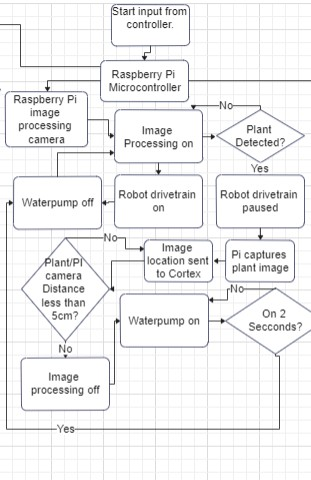 Start input from
controller.
Raspberry Pi
Microcontroller
Raspberry Pi
image
processing
camera
Image
Processing on
No
Plant
Detected?
Yes
Waterpump off
Robot drivetrain
on
Robot drivetrain
paused
No
Plant/PI
camera
Distance
less than
5cm?
Image
location sent
to Cortex
Pi captures
plant image
No
Waterpump on
On 2
Secconds?
No
Image
processing off
Yes